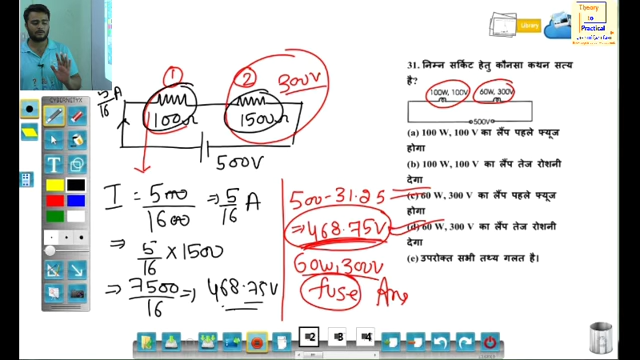 Theory
to
Practical
Library
Download
31. निम्न सर्किट हेतु कौनसा कथन सत्य
है?
100W, 100V
60W, 300V
500V
(a) 100 W, 100 V का लैंप पहले फ्यूज
होगा
(b) 100 W, 100 V का लैंप तेज रोशनी
देगा
(c) 60 W, 300 V का लैंप पहले फ्यूज
होगा
(d) 60 W, 300 V का लैंप तेज रोशनी
देगा
(e) उपरोक्त सभी तथ्य गलत है।
1
2
300V
5/16 A
100Ω
1500Ω
500V
I = 500/1600 ⇒ 5/16 A
⇒ 5/16 × 1500
⇒ 7500/16 ⇒ 468.75V
500-31.25
⇒ 468.75V
60W, 300V
fuse Ans